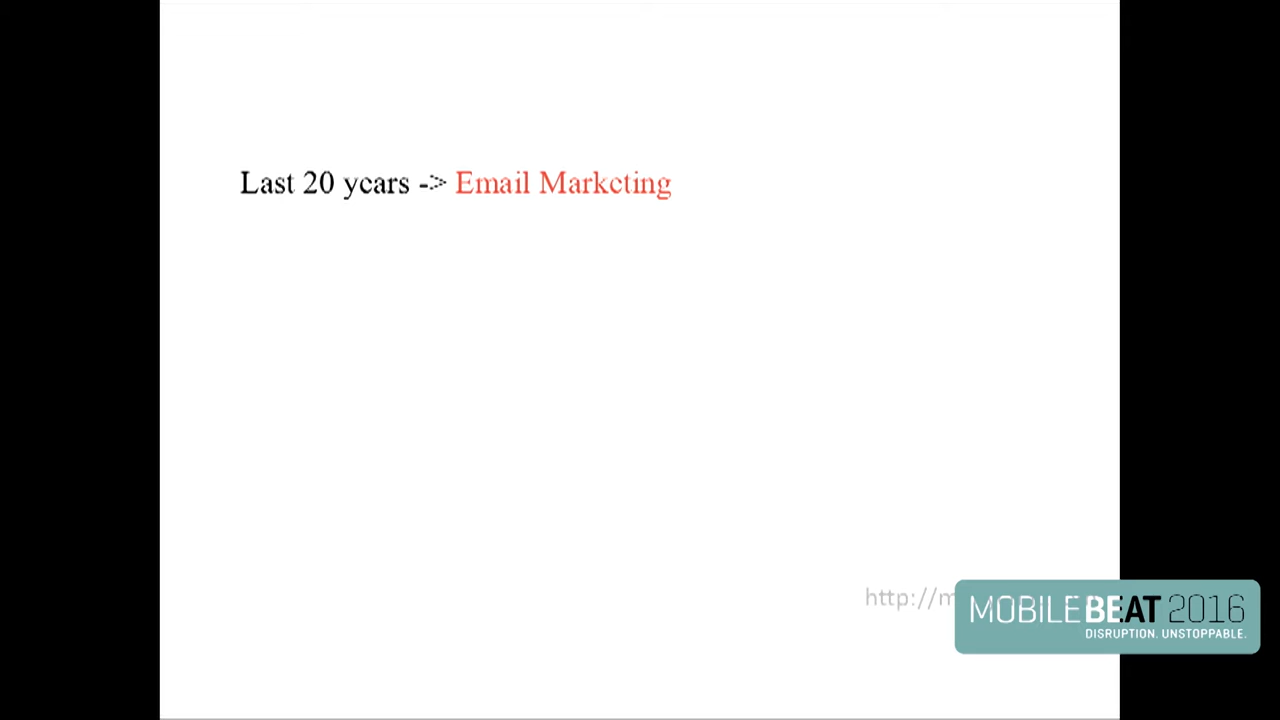 Last 20 years -> Email Marketing
http://m
MOBILEBEAT 2016
DISRUPTION. UNSTOPPABLE.